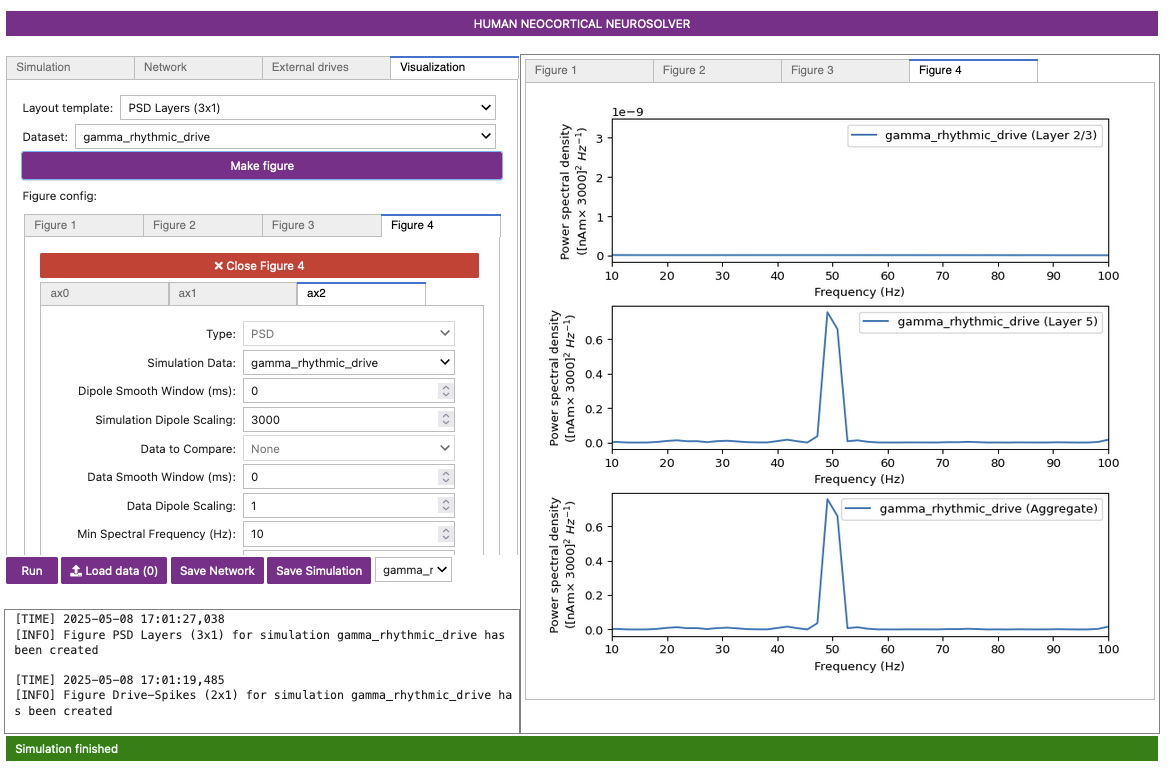 HUMAN NEOCORTICAL NEUROSOLVER
Simulation
Network
External drives
Visualization
Layout template:
PSD Layers (3x1)
Dataset:
gamma_rhythmic_drive
Make figure
Figure config:
Figure 1
Figure 2
Figure 3
Figure 4
Close Figure 4
ax0
ax1
ax2
Type:
PSD
Simulation Data:
gamma_rhythmic_drive
Dipole Smooth Window (ms):
0
Simulation Dipole Scaling:
3000
Data to Compare:
None
Data Smooth Window (ms):
0
Data Dipole Scaling:
1
Min Spectral Frequency (Hz):
10
Run
Load data (0)
Save Network
Save Simulation
gamma_r
[TIME] 2025-05-08 17:01:27,038
[INFO] Figure PSD Layers (3x1) for simulation gamma_rhythmic_drive has
been created
[TIME] 2025-05-08 17:01:19,485
[INFO] Figure Drive-Spikes (2x1) for simulation gamma_rhythmic_drive ha
s been created
Figure 1
Figure 2
Figure 3
Figure 4
1e−9
gamma_rhythmic_drive (Layer 2/3)
Power spectral density
([nAm× 3000]² Hz⁻¹)
3
2
1
0
10 20 30 40 50 60 70 80 90 100
Frequency (Hz)
gamma_rhythmic_drive (Layer 5)
Power spectral density
([nAm× 3000]² Hz⁻¹)
0.6
0.4
0.2
0.0
10 20 30 40 50 60 70 80 90 100
Frequency (Hz)
gamma_rhythmic_drive (Aggregate)
Power spectral density
([nAm× 3000]² Hz⁻¹)
0.6
0.4
0.2
0.0
10 20 30 40 50 60 70 80 90 100
Frequency (Hz)
Simulation finished